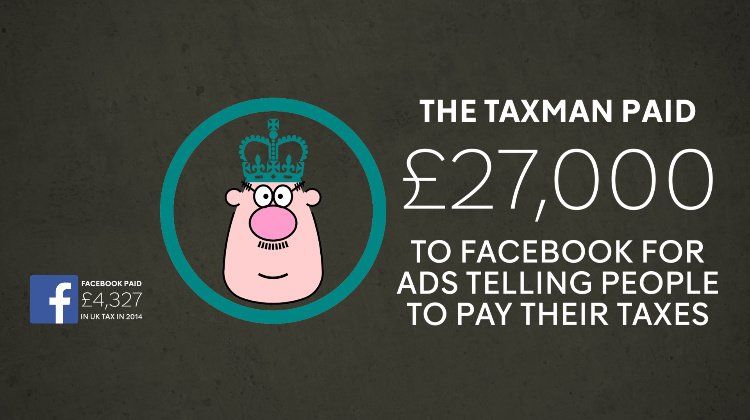 THE TAXMAN PAID
£27,000
TO FACEBOOK FOR
ADS TELLING PEOPLE
TO PAY THEIR TAXES
f
FACEBOOK PAID
£4,327
IN UK TAX IN 2014